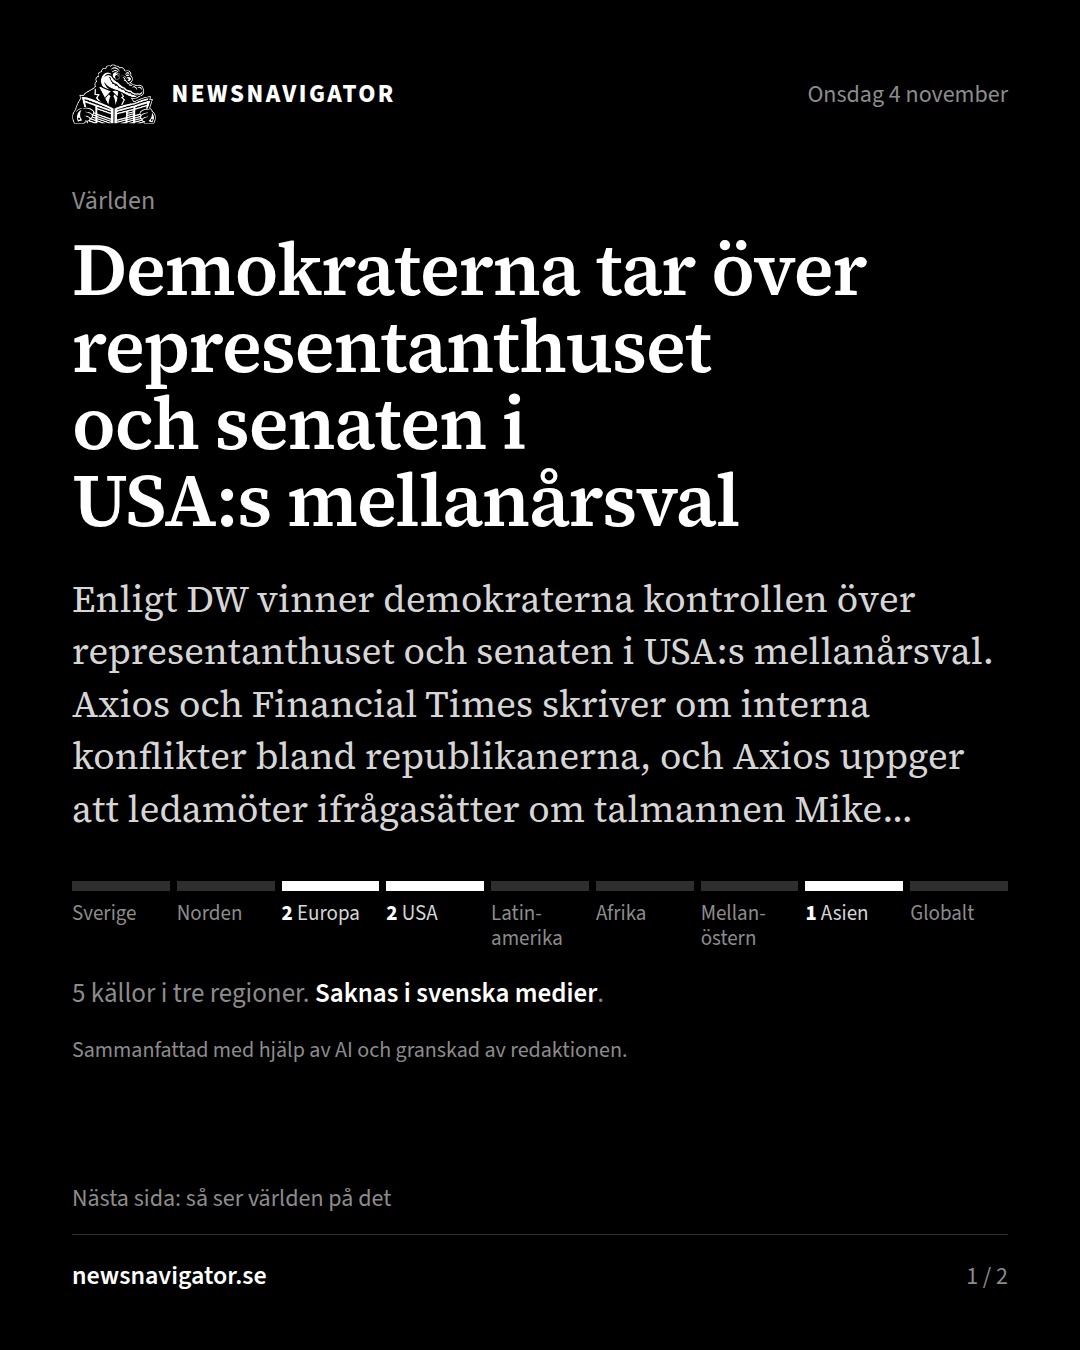 NEWSNAVIGATOR
Onsdag 4 november
Världen
Demokraterna tar över
representanthuset
och senaten i
USA:s mellanårsval
Enligt DW vinner demokraterna kontrollen över
representanthuset och senaten i USA:s mellanårsval.
Axios och Financial Times skriver om interna
konflikter bland republikanerna, och Axios uppger
att ledamöter ifrågasätter om talmannen Mike...
Sverige
Norden
2 Europa
2 USA
Latin-
amerika
Afrika
Mellan-
östern
1 Asien
Globalt
5 källor i tre regioner. Saknas i svenska medier.
Sammanfattad med hjälp av AI och granskad av redaktionen.
Nästa sida: så ser världen på det
newsnavigator.se
1 / 2